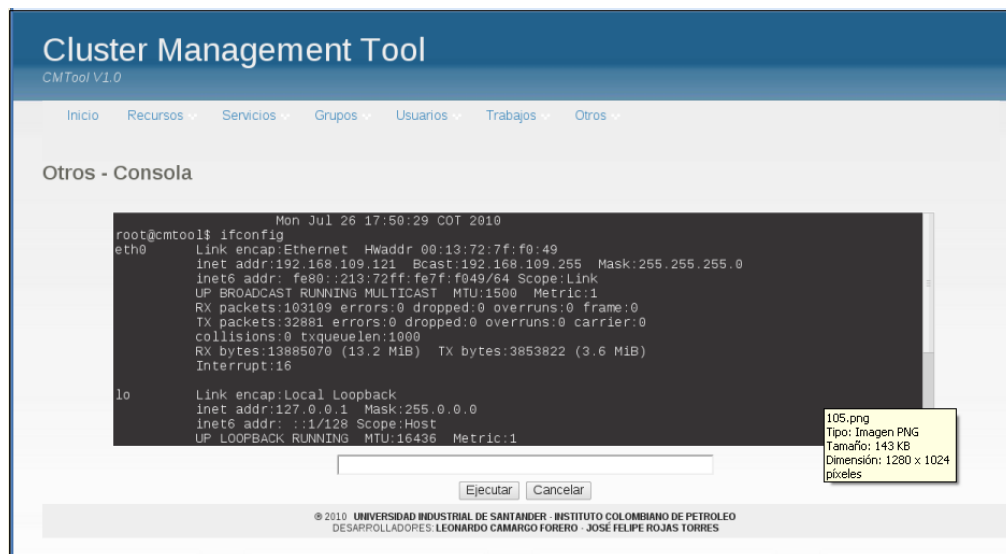 Cluster Management Tool
CMTool V1.0
Inicio Recursos Servicios Grupos Usuarios Trabajos Otros
Otros - Consola
Mon Jul 26 17:50:29 COT 2010
root@cmtool$ ifconfig
eth0 Link encap:Ethernet HWaddr 00:13:72:7f:f0:49
inet addr:192.168.109.121 Bcast:192.168.109.255 Mask:255.255.255.0
inet6 addr: fe80::213:72ff:fe7f:f049/64 Scope:Link
UP BROADCAST RUNNING MULTICAST MTU:1500 Metric:1
RX packets:103109 errors:0 dropped:0 overruns:0 frame:0
TX packets:32881 errors:0 dropped:0 overruns:0 carrier:0
collisions:0 txqueuelen:1000
RX bytes:13885070 (13.2 MiB) TX bytes:3853822 (3.6 MiB)
Interrupt:16
lo Link encap:Local Loopback
inet addr:127.0.0.1 Mask:255.0.0.0
inet6 addr: ::1/128 Scope:Host
UP LOOPBACK RUNNING MTU:16436 Metric:1
105.png
Tipo: Imagen PNG
Tamaño: 143 KB
Dimensión: 1280 x 1024
píxeles
Ejecutar Cancelar
® 2010 UNIVERSIDAD INDUSTRIAL DE SANTANDER - INSTITUTO COLOMBIANO DE PETROLEO
DESARROLLADORES: LEONARDO CAMARGO FORERO - JOSÉ FELIPE ROJAS TORRES